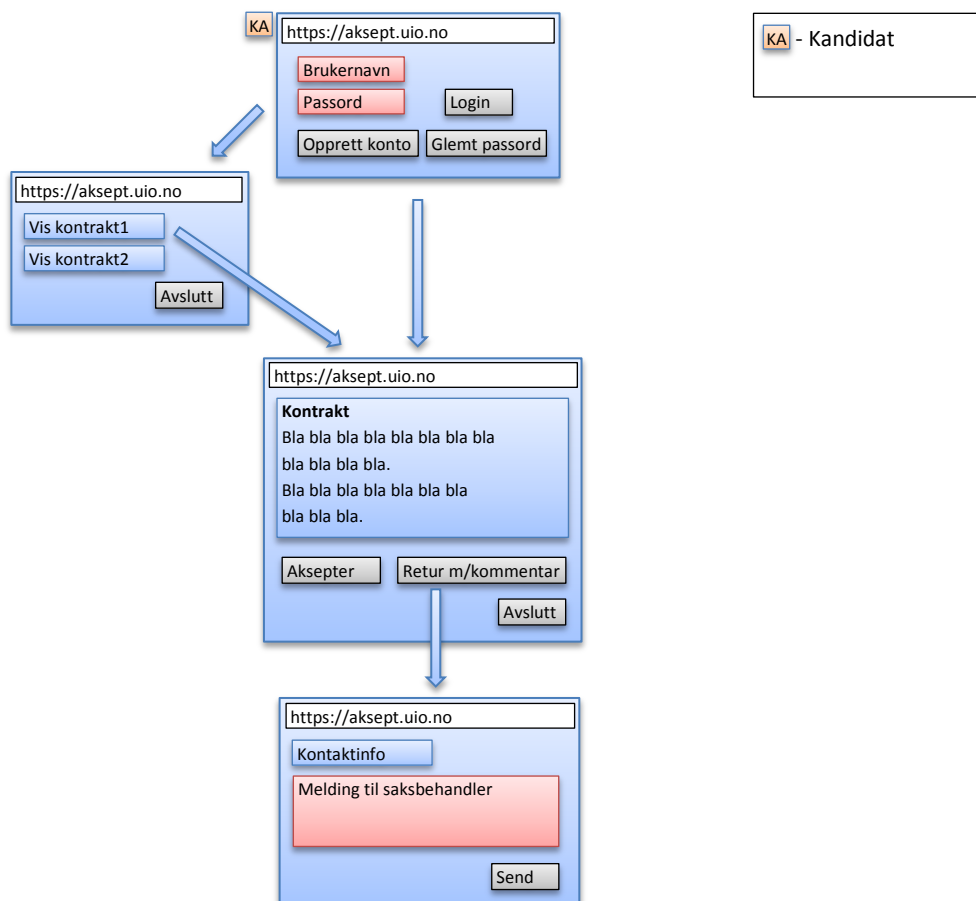 KA
https://aksept.uio.no
Brukernavn
Passord
Login
Opprett konto
Glemt passord
KA - Kandidat
https://aksept.uio.no
Vis kontrakt1
Vis kontrakt2
Avslutt
https://aksept.uio.no
Kontrakt
Bla bla bla bla bla bla bla bla
bla bla bla bla.
Bla bla bla bla bla bla bla
bla bla bla.
Aksepter
Retur m/kommentar
Avslutt
https://aksept.uio.no
Kontaktinfo
Melding til saksbehandler
Send